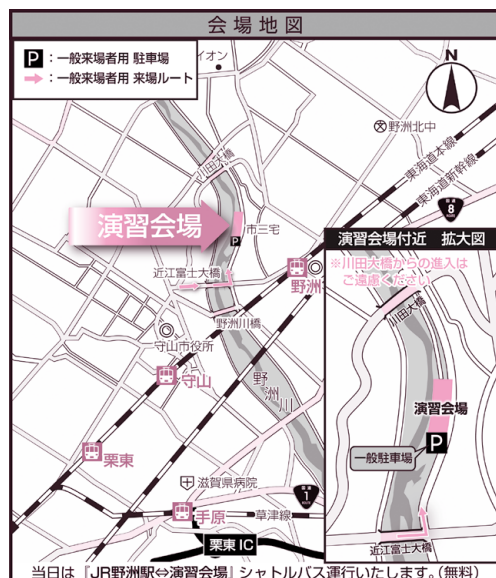 会場地図
P：一般来場者用 駐車場
➡：一般来場者用 来場ルート
イオン
N
野洲北中
川田大橋
東海道本線
東海道新幹線
国道
8
演習会場
市三宅
P
近江富士大橋
野洲
野洲川橋
守山市役所
守山
野洲川
栗東
滋賀県病院
国道
1
手原
草津線
栗東 IC
演習会場付近 拡大図
※川田大橋からの進入は
ご遠慮ください
川田大橋
演習会場
P
一般駐車場
近江富士大橋
当日は『JR野洲駅⇔演習会場』シャトルバス運行いたします。(無料)